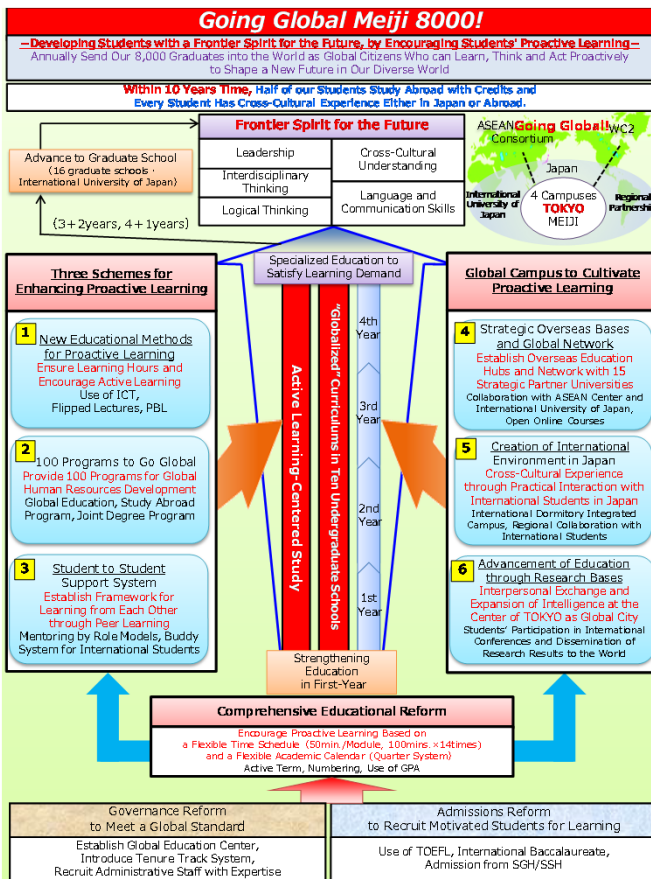 Going Global Meiji 8000!
—Developing Students with a Frontier Spirit for the Future, by Encouraging Students' Proactive Learning—
Annually Send Our 8,000 Graduates into the World as Global Citizens Who can Learn, Think and Act Proactively
to Shape a New Future in Our Diverse World
Within 10 Years Time, Half of our Students Study Abroad with Credits and
Every Student Has Cross-Cultural Experience Either in Japan or Abroad.
Frontier Spirit for the Future
Leadership
Interdisciplinary
Thinking
Logical Thinking
Cross-Cultural
Understanding
Language and
Communication Skills
Advance to Graduate School
(16 graduate schools ·
International University of Japan)
(3+2years, 4+1years)
ASEAN
Consortium
Going Global!
WC2
Japan
International
University
of Japan
4 Campuses
TOKYO
MEIJI
Regional
Partnership
Specialized Education to
Satisfy Learning Demand
Three Schemes for
Enhancing Proactive Learning
1
New Educational Methods
for Proactive Learning
Ensure Learning Hours and
Encourage Active Learning
Use of ICT,
Flipped Lectures, PBL
2
100 Programs to Go Global
Provide 100 Programs for Global
Human Resources Development
Global Education, Study Abroad
Program, Joint Degree Program
3
Student to Student
Support System
Establish Framework for
Learning from Each Other
through Peer Learning
Mentoring by Role Models, Buddy
System for International Students
Active Learning-Centered Study
"Globalized" Curriculums in Ten Undergraduate Schools
4th
Year
3rd
Year
2nd
Year
1st
Year
Strengthening
Education
in First-Year
Global Campus to Cultivate
Proactive Learning
4
Strategic Overseas Bases
and Global Network
Establish Overseas Education
Hubs and Network with 15
Strategic Partner Universities
Collaboration with ASEAN Center and
International University of Japan,
Open Online Courses
5
Creation of International
Environment in Japan
Cross-Cultural Experience
through Practical Interaction with
International Students in Japan
International Dormitory Integrated
Campus, Regional Collaboration with
International Students
6
Advancement of Education
through Research Bases
Interpersonal Exchange and
Expansion of Intelligence at the
Center of TOKYO as Global City
Students' Participation in International
Conferences and Dissemination of
Research Results to the World
Comprehensive Educational Reform
Encourage Proactive Learning Based on
a Flexible Time Schedule (50min./Module, 100mins.×14times)
and a Flexible Academic Calendar (Quarter System)
Active Term, Numbering, Use of GPA
Governance Reform
to Meet a Global Standard
Establish Global Education Center,
Introduce Tenure Track System,
Recruit Administrative Staff with Expertise
Admissions Reform
to Recruit Motivated Students for Learning
Use of TOEFL, International Baccalaureate,
Admission from SGH/SSH